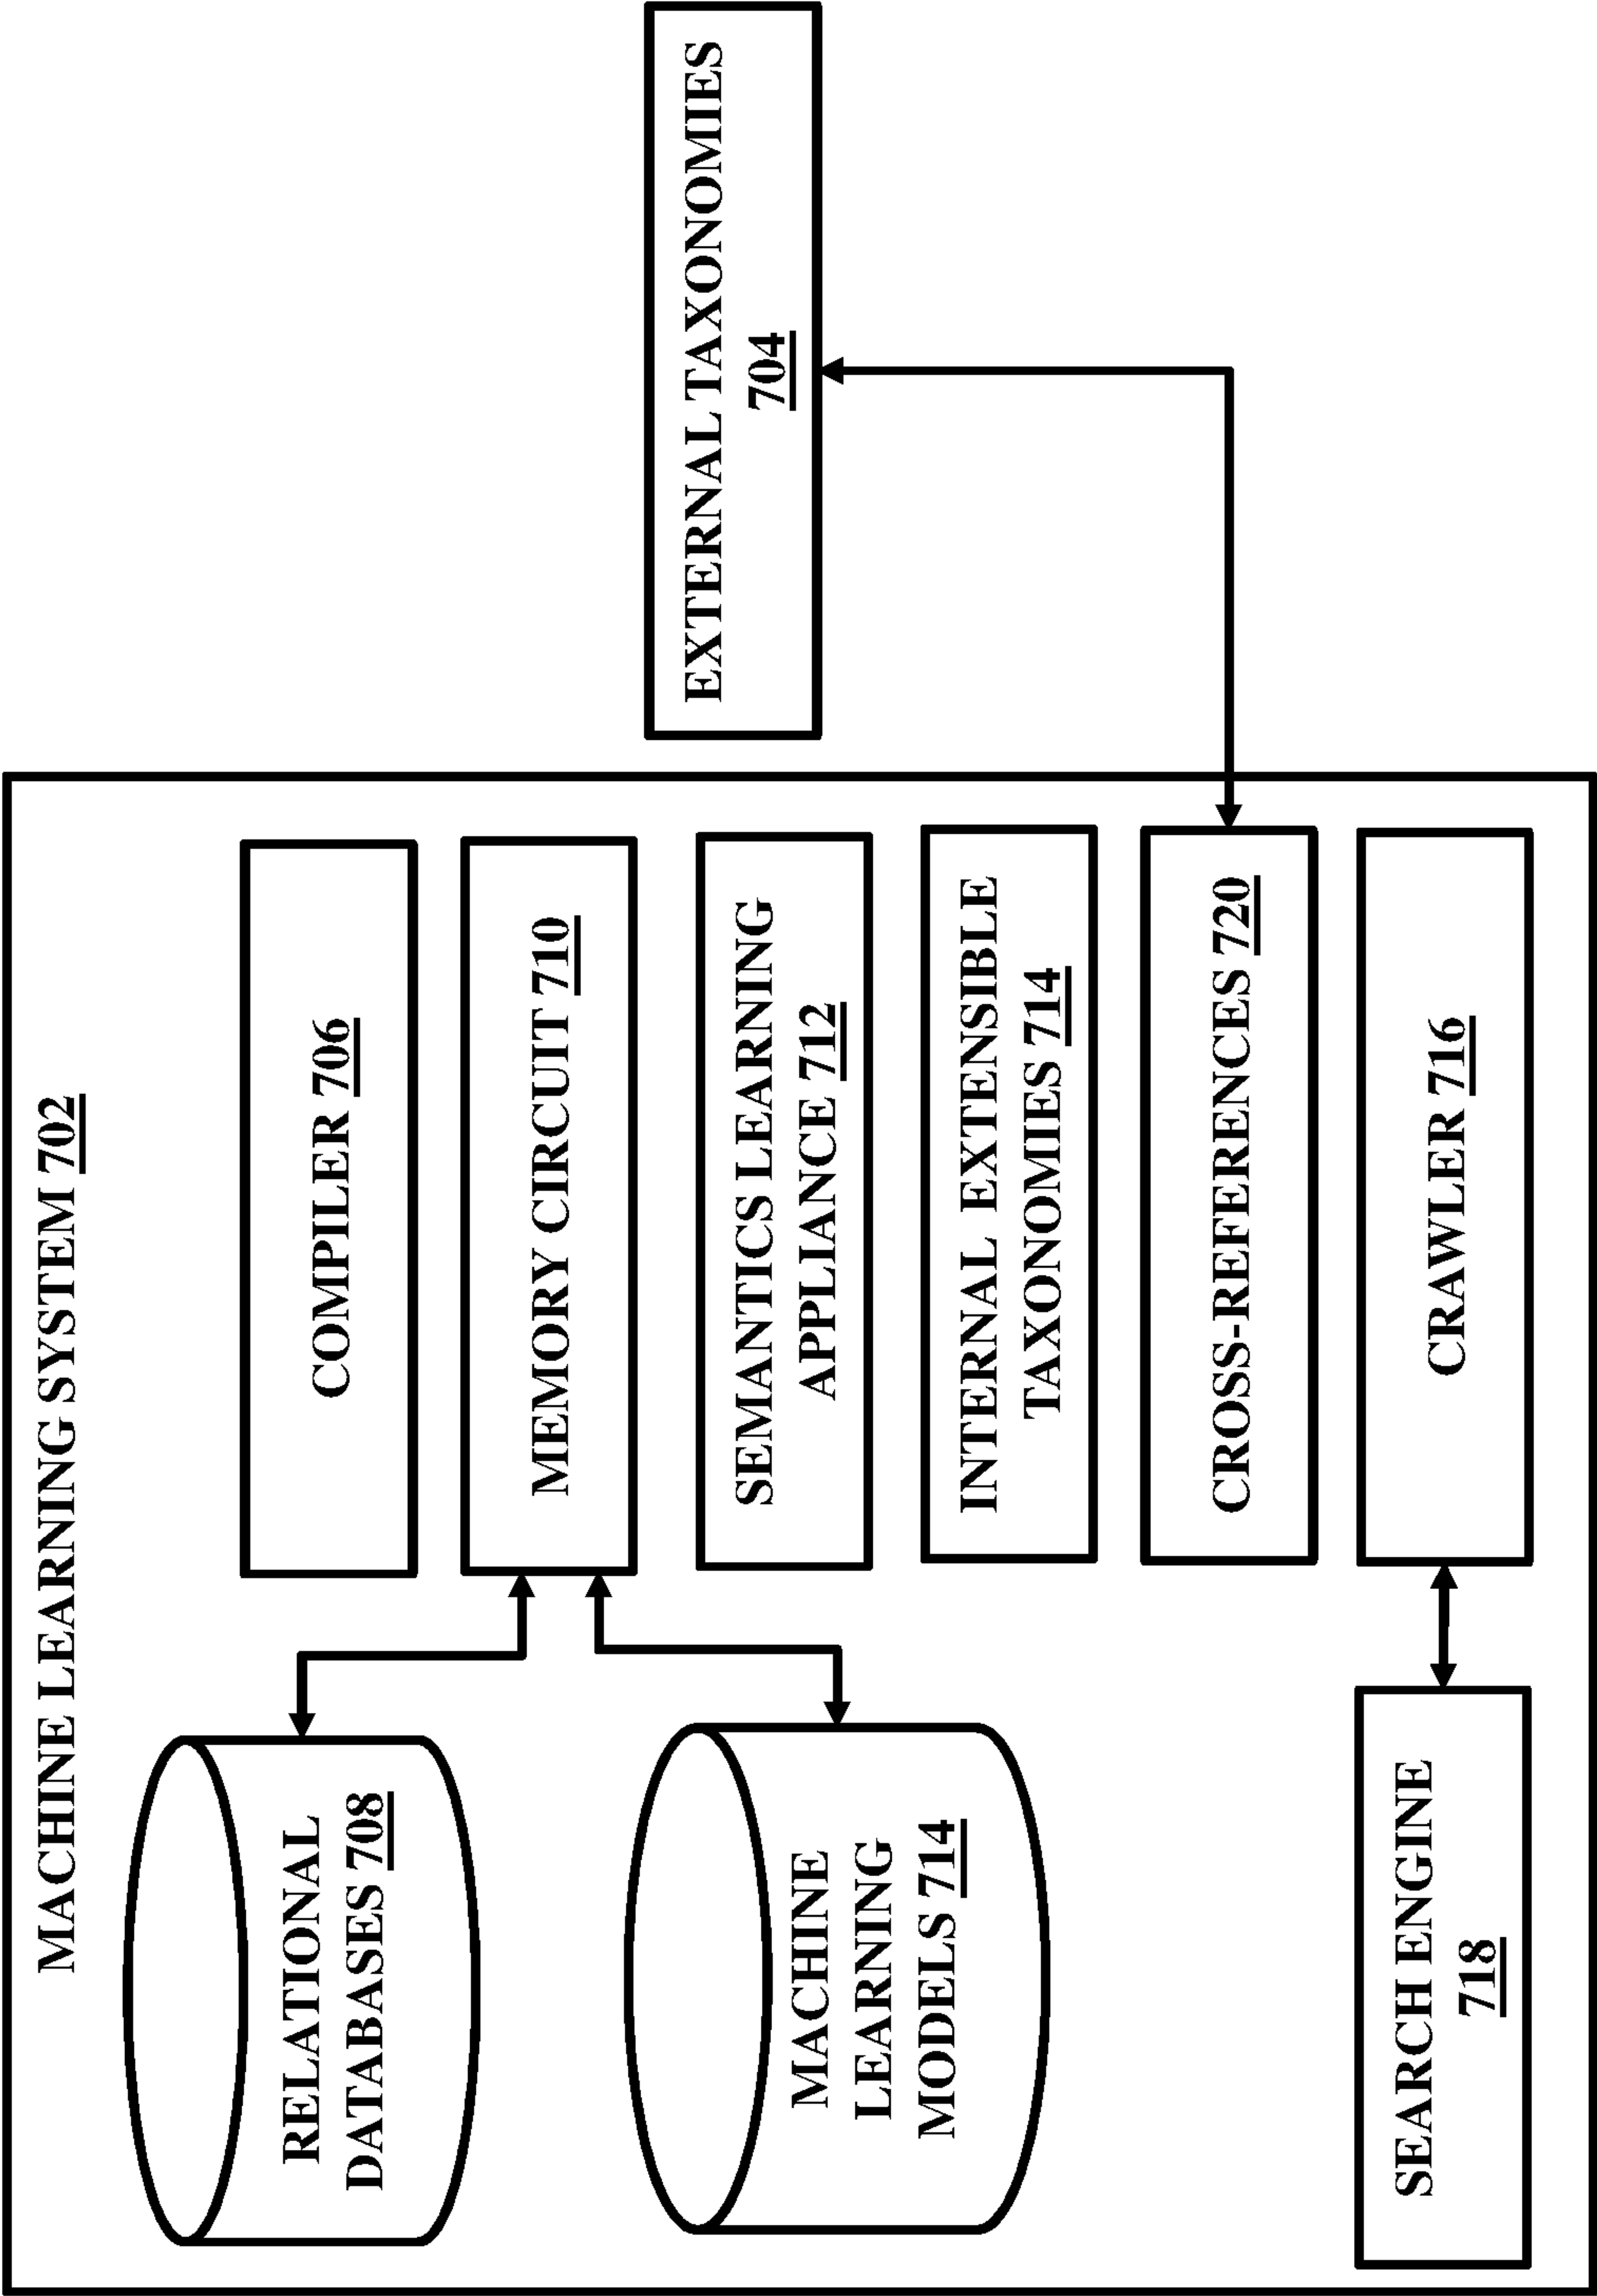 MACHINE LEARNING SYSTEM 702
RELATIONAL
DATABASES 708
MACHINE
LEARNING
MODELS 714
SEARCH ENGINE
718
COMPILER 706
MEMORY CIRCUIT 710
SEMANTICS LEARNING
APPLIANCE 712
INTERNAL EXTENSIBLE
TAXONOMIES 714
CROSS-REFERENCES 720
CRAWLER 716
EXTERNAL TAXONOMIES
704